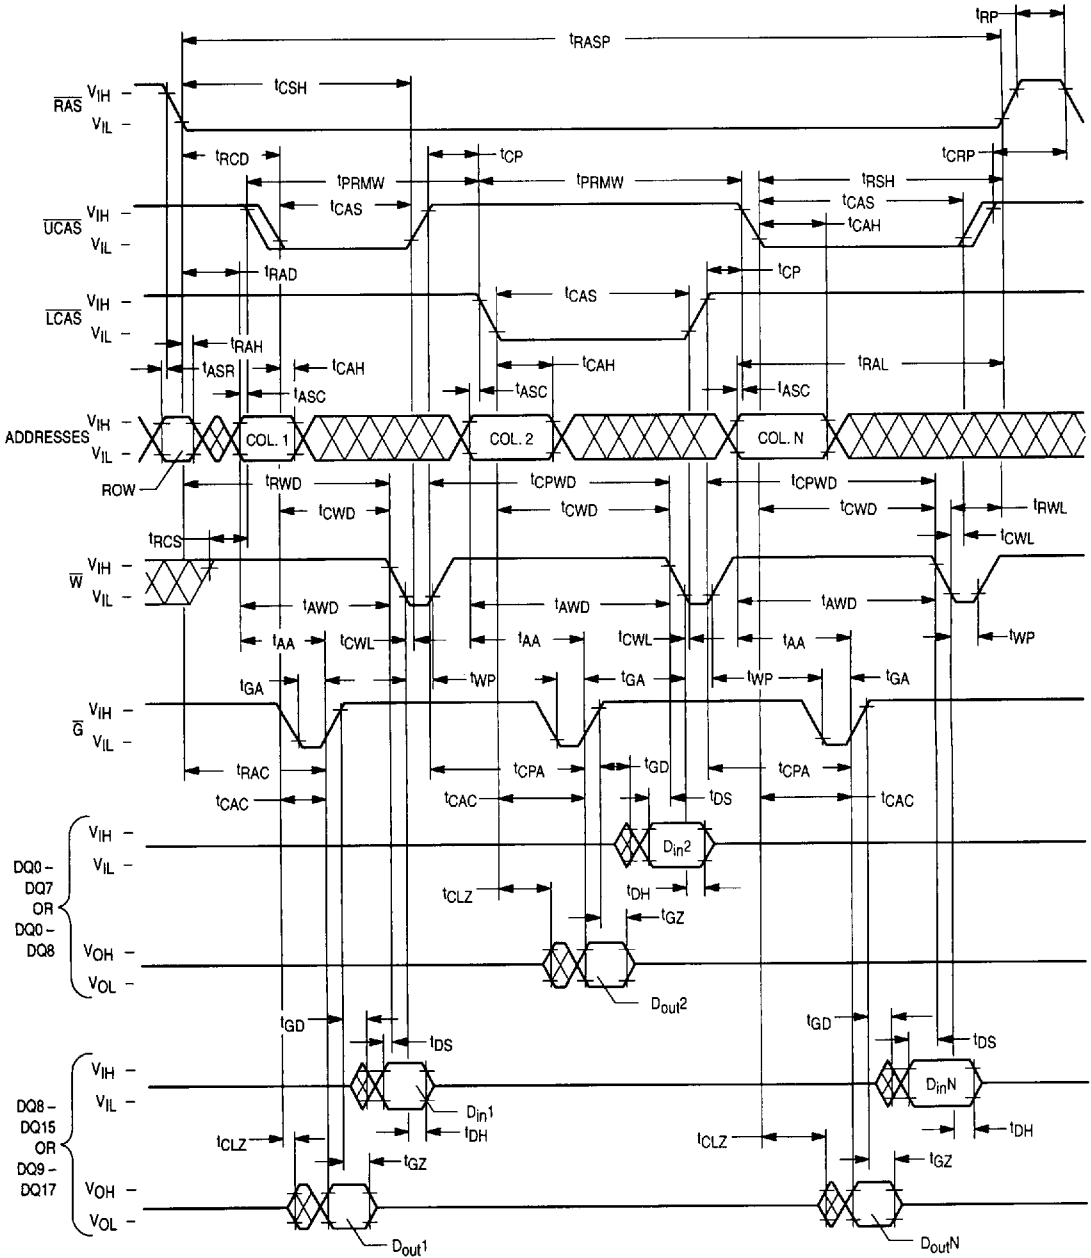 tRP
tRASP
tCSH
RAS VIH
VIL
tRCD tCP tCRP
tPRMW tPRMW tRSH
tCAS tCAS
UCAS VIH
VIL
tCAH
tRAD tCP
LCAS VIH
VIL
tCAS
tRAH
tASR tCAH tCAH tRAL
tASC tASC tASC
ADDRESSES VIH
VIL
COL. 1 COL. 2 COL. N
ROW
tRWD tCPWD tCPWD
tCWD tCWD tCWD tRWL
tRCS tCWL
W VIH
VIL
tAWD tAWD tAWD
tAA tCWL tAA tCWL tAA tWP
tGA tWP tGA tWP tGA
G VIH
VIL
tRAC tCPA tGD tCPA
tCAC tCAC tDS tCAC
DQ0 –
DQ7
OR
DQ0 –
DQ8
VIH
VIL
Din2
tCLZ tDH
tGZ
VOH
VOL
Dout2
tGD tGD
tDS tDS
DQ8 –
DQ15
OR
DQ9 –
DQ17
VIH
VIL
Din1 DinN
tCLZ tDH tCLZ tDH
tGZ tGZ
VOH
VOL
Dout1 DoutN